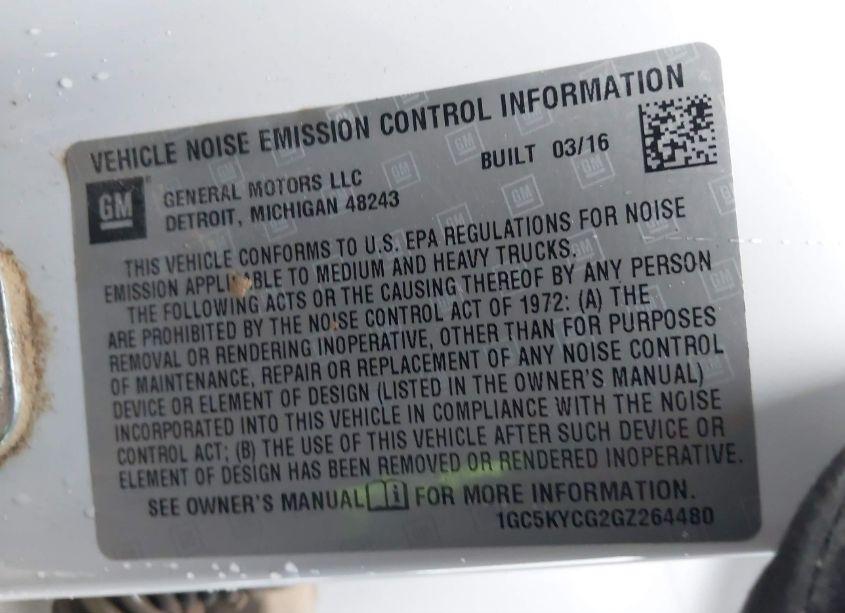 VEHICLE NOISE EMISSION CONTROL INFORMATION
BUILT 03/16
GM
GENERAL MOTORS LLC
DETROIT, MICHIGAN 48243
THIS VEHICLE CONFORMS TO U.S. EPA REGULATIONS FOR NOISE
EMISSION APPLICABLE TO MEDIUM AND HEAVY TRUCKS.
THE FOLLOWING ACTS OR THE CAUSING THEREOF BY ANY PERSON
ARE PROHIBITED BY THE NOISE CONTROL ACT OF 1972: (A) THE
REMOVAL OR RENDERING INOPERATIVE, OTHER THAN FOR PURPOSES
OF MAINTENANCE, REPAIR OR REPLACEMENT OF ANY NOISE CONTROL
DEVICE OR ELEMENT OF DESIGN (LISTED IN THE OWNER'S MANUAL)
INCORPORATED INTO THIS VEHICLE IN COMPLIANCE WITH THE NOISE
CONTROL ACT; (B) THE USE OF THIS VEHICLE AFTER SUCH DEVICE OR
ELEMENT OF DESIGN HAS BEEN REMOVED OR RENDERED INOPERATIVE.
SEE OWNER'S MANUAL i FOR MORE INFORMATION.
1GC5KYCG2GZ264480